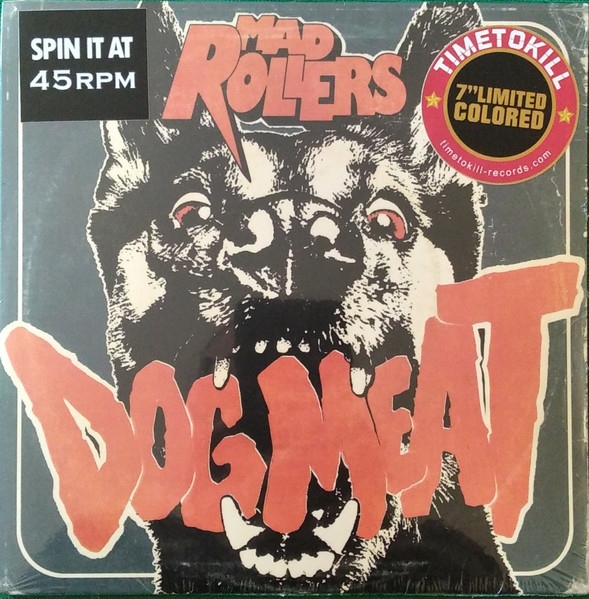 SPIN IT AT
45RPM
MAD
ROLLERS
TIMETOKILL
7"LIMITED
COLORED
timetokill-records.com
DOG MEAT